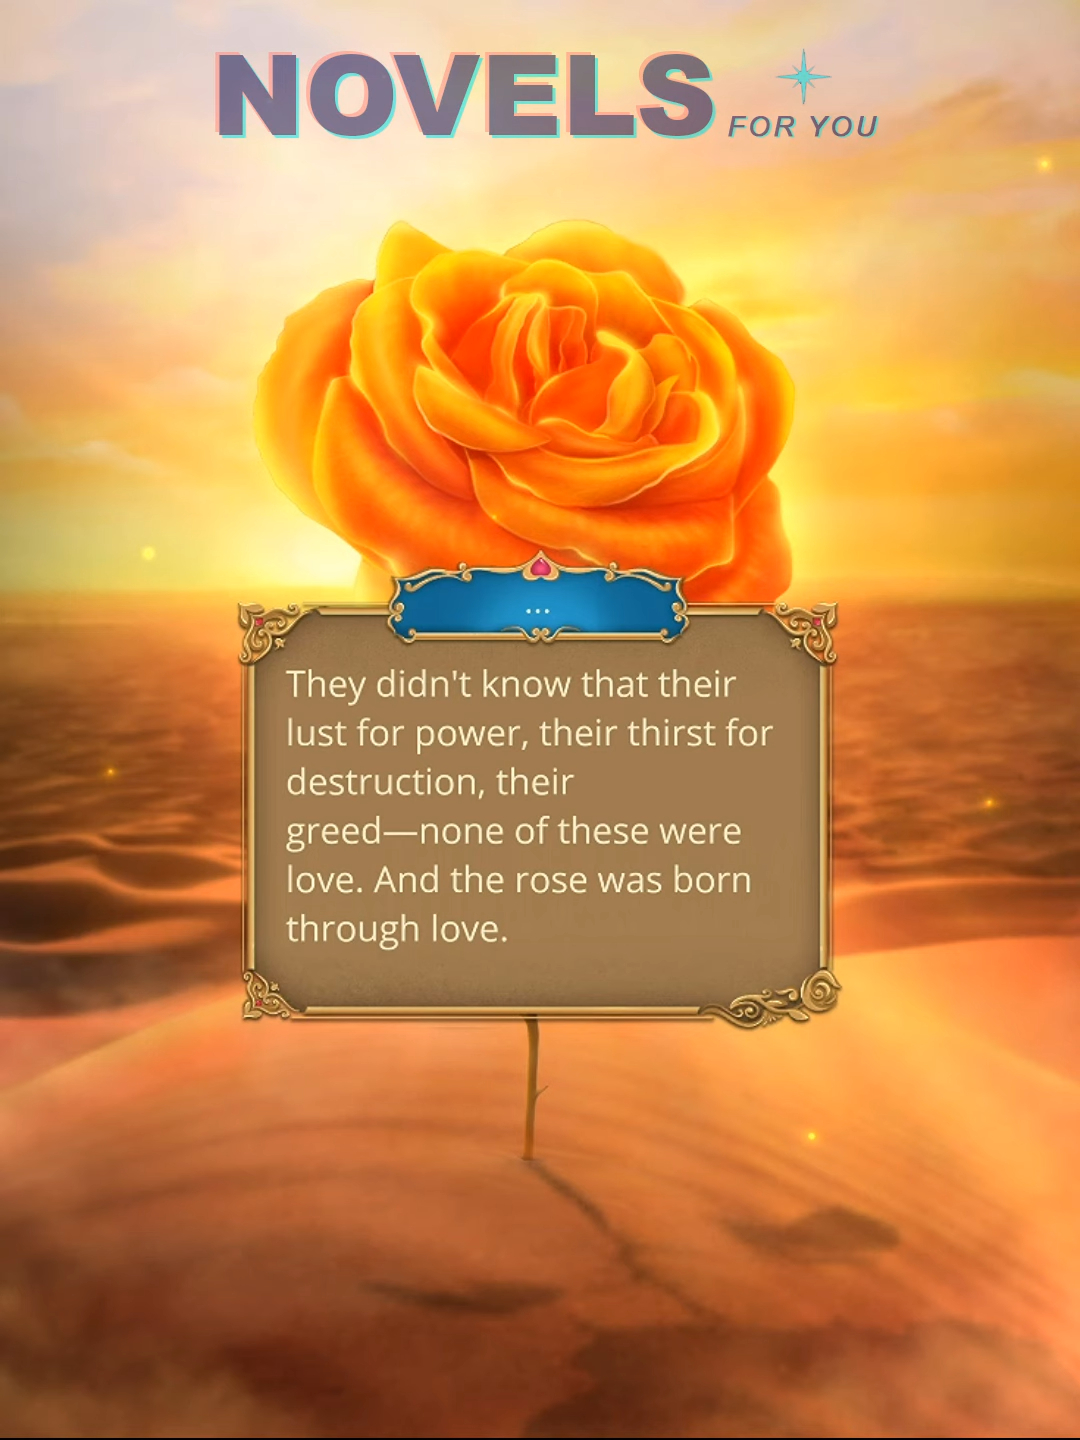 NOVELS
FOR YOU
...
They didn't know that their
lust for power, their thirst for
destruction, their
greed—none of these were
love. And the rose was born
through love.